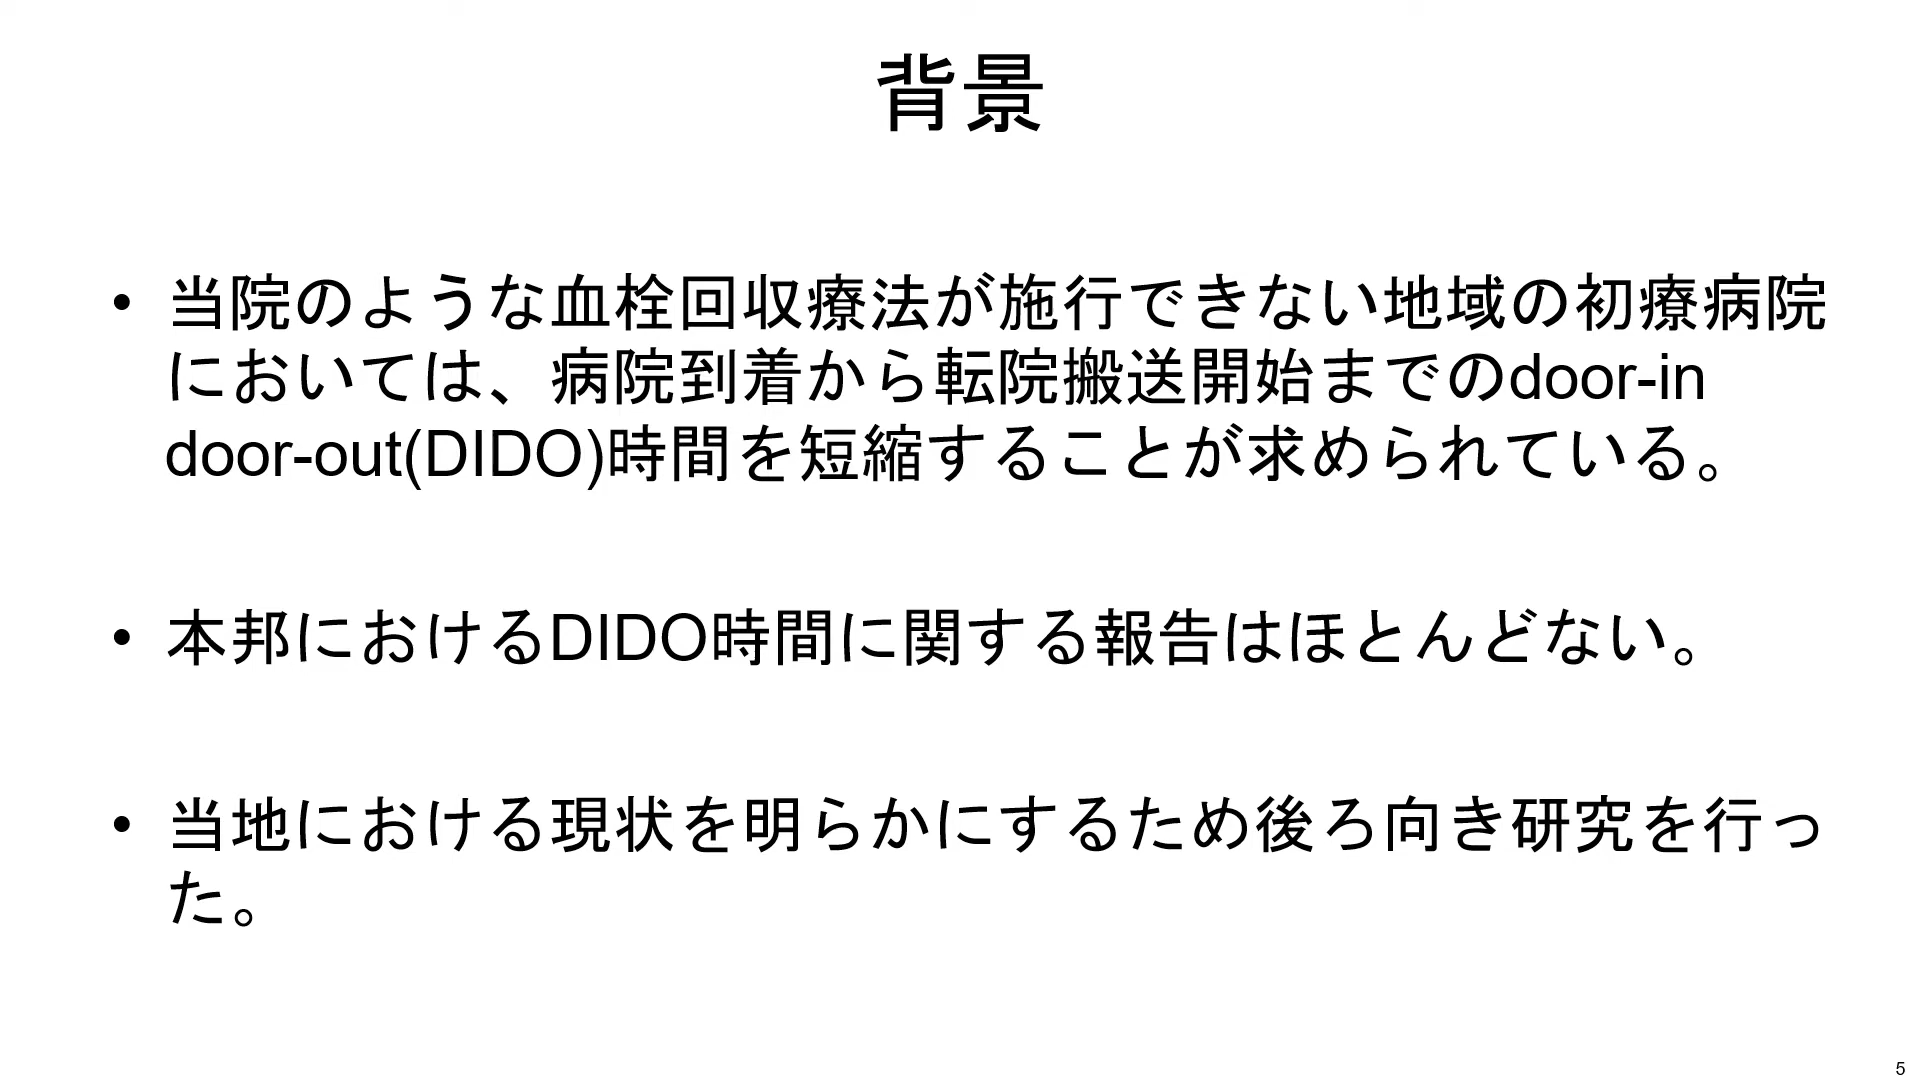 背景
• 当院のような血栓回収療法が施行できない地域の初療病院
においては、病院到着から転院搬送開始までのdoor-in
door-out(DIDO)時間を短縮することが求められている。
• 本邦におけるDIDO時間に関する報告はほとんどない。
• 当地における現状を明らかにするため後ろ向き研究を行っ
た。
5